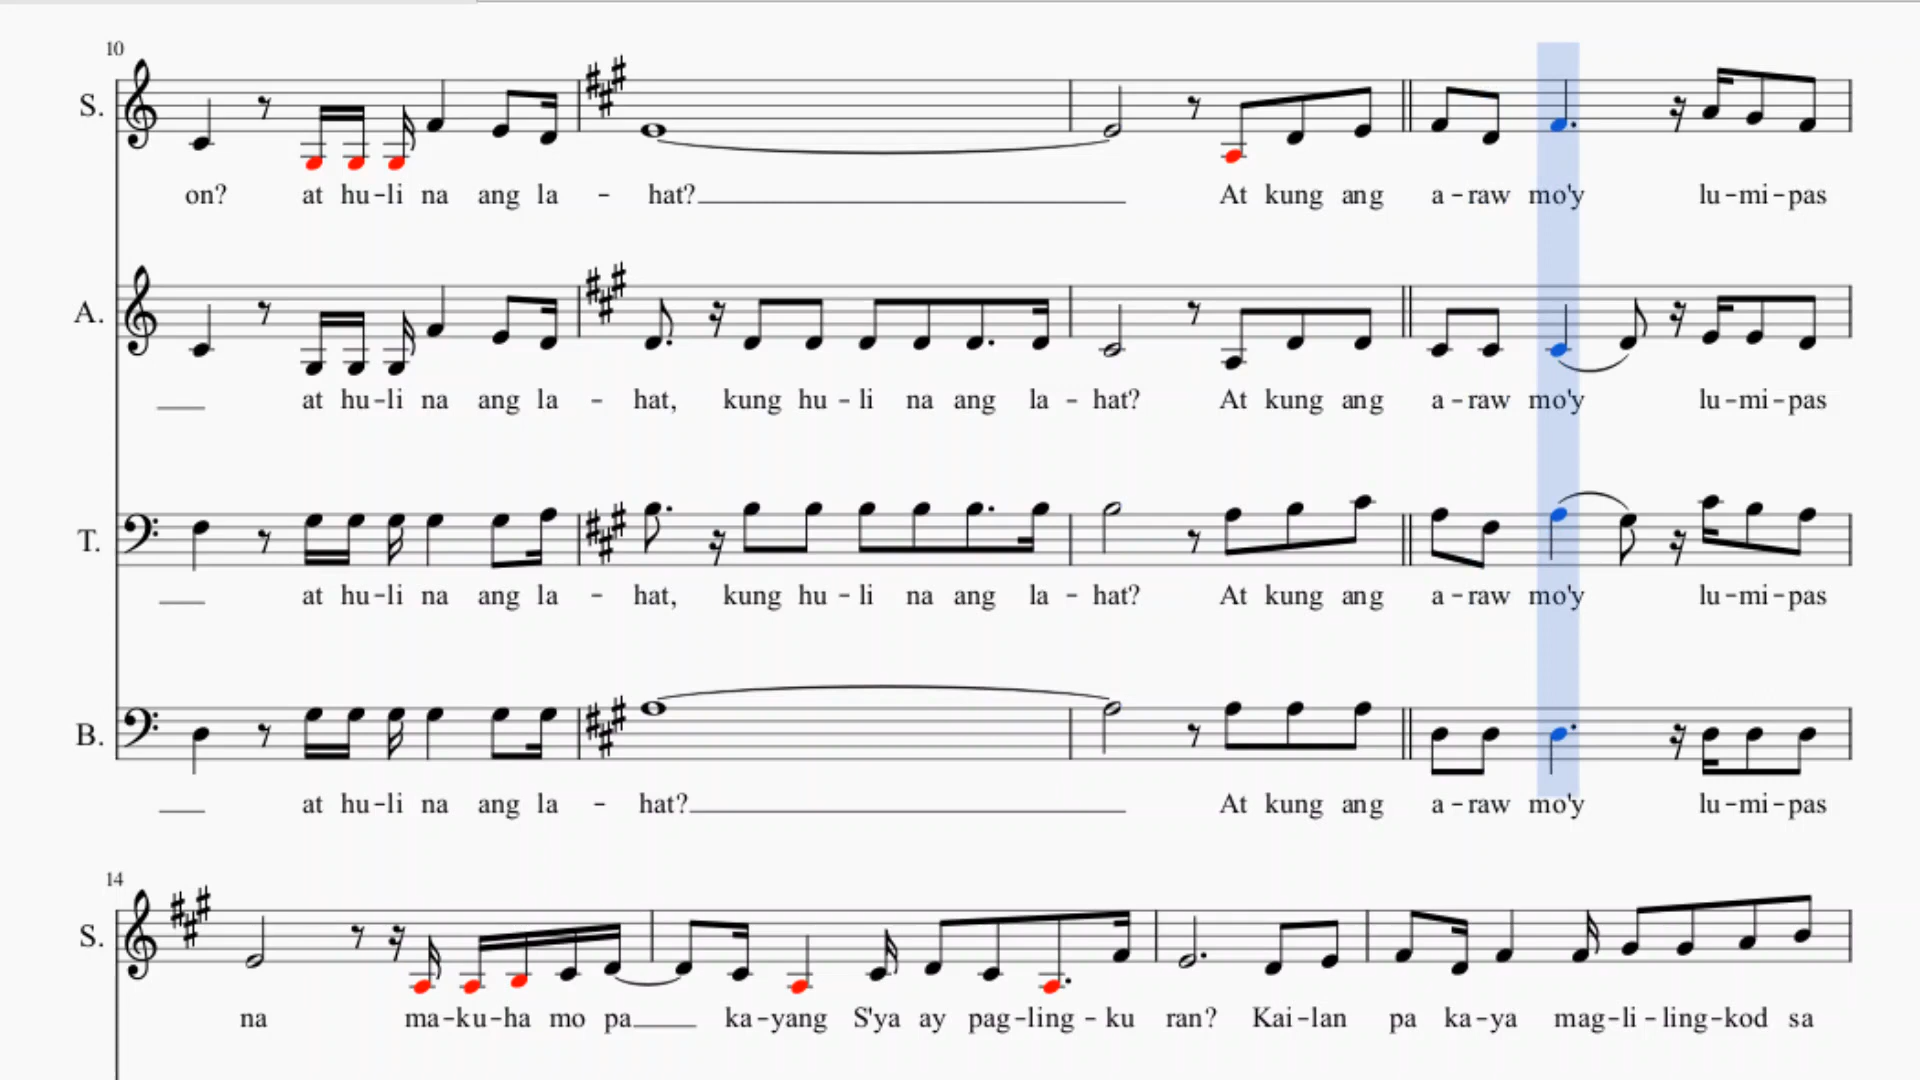 10
S.
on? at hu-li na ang la - hat? At kung ang a-raw mo'y lu-mi-pas
A.
at hu-li na ang la - hat, kung hu-li na ang la-hat? At kung ang a-raw mo'y lu-mi-pas
T.
at hu-li na ang la - hat, kung hu-li na ang la-hat? At kung ang a-raw mo'y lu-mi-pas
B.
at hu-li na ang la - hat? At kung ang a-raw mo'y lu-mi-pas
14
S.
na ma-ku-ha mo pa ka-yang S'ya ay pag-ling-ku ran? Kai-lan pa ka-ya mag-li-ling-kod sa